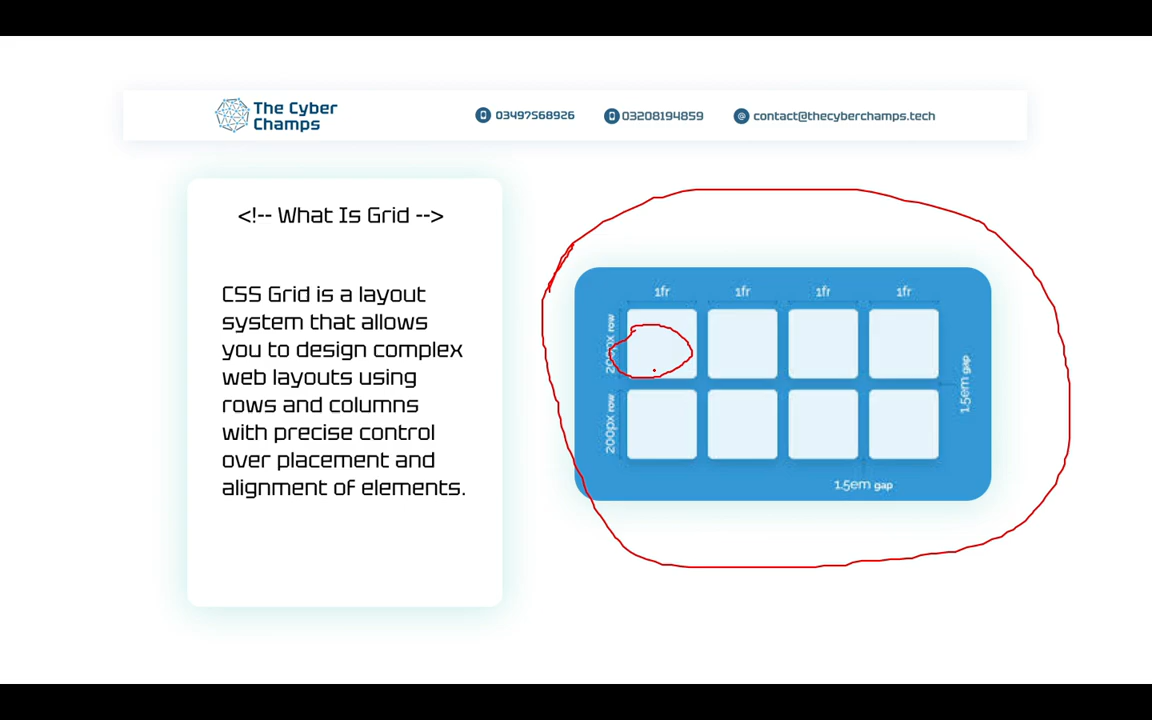 The Cyber
Champs
03497568926
03208194859
@ contact@thecyberchamps.tech
<!-- What Is Grid -->
CSS Grid is a layout
system that allows
you to design complex
web layouts using
rows and columns
with precise control
over placement and
alignment of elements.
1fr 1fr 1fr 1fr
200px row
200px row
1.5em gap
1.5em gap